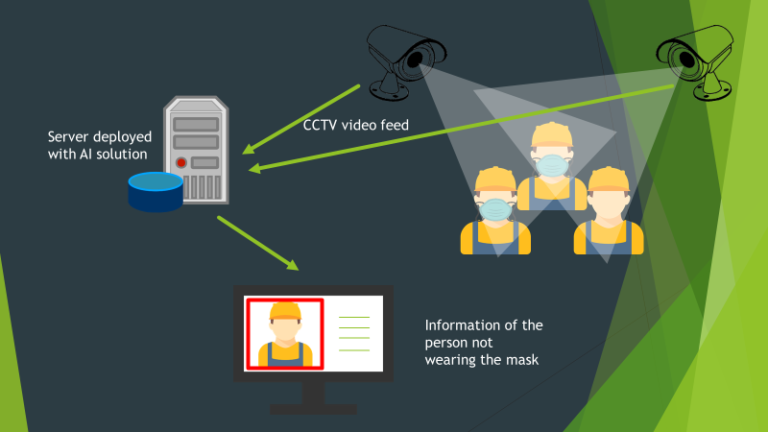 CCTV video feed
Server deployed
with AI solution
Information of the
person not
wearing the mask